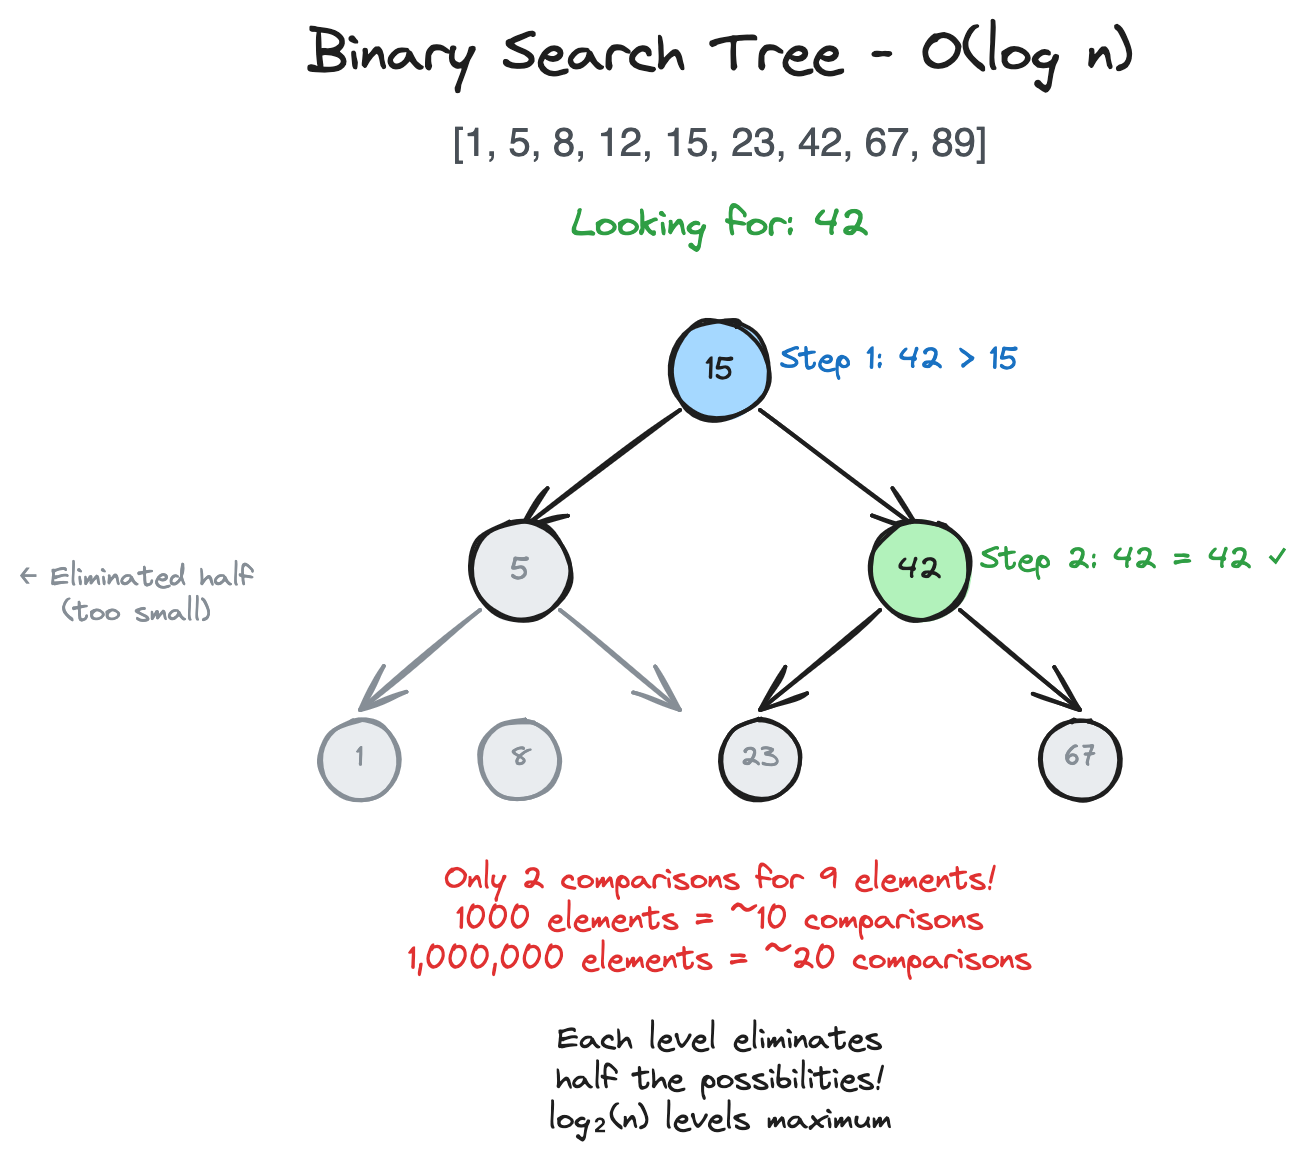 Binary Search Tree - O(log n)
[1, 5, 8, 12, 15, 23, 42, 67, 89]
Looking for: 42
15
Step 1: 42 > 15
5
42
Step 2: 42 = 42 ✓
← Eliminated half
(too small)
1
8
23
67
Only 2 comparisons for 9 elements!
1000 elements = ~10 comparisons
1,000,000 elements = ~20 comparisons
Each level eliminates
half the possibilities!
log₂(n) levels maximum